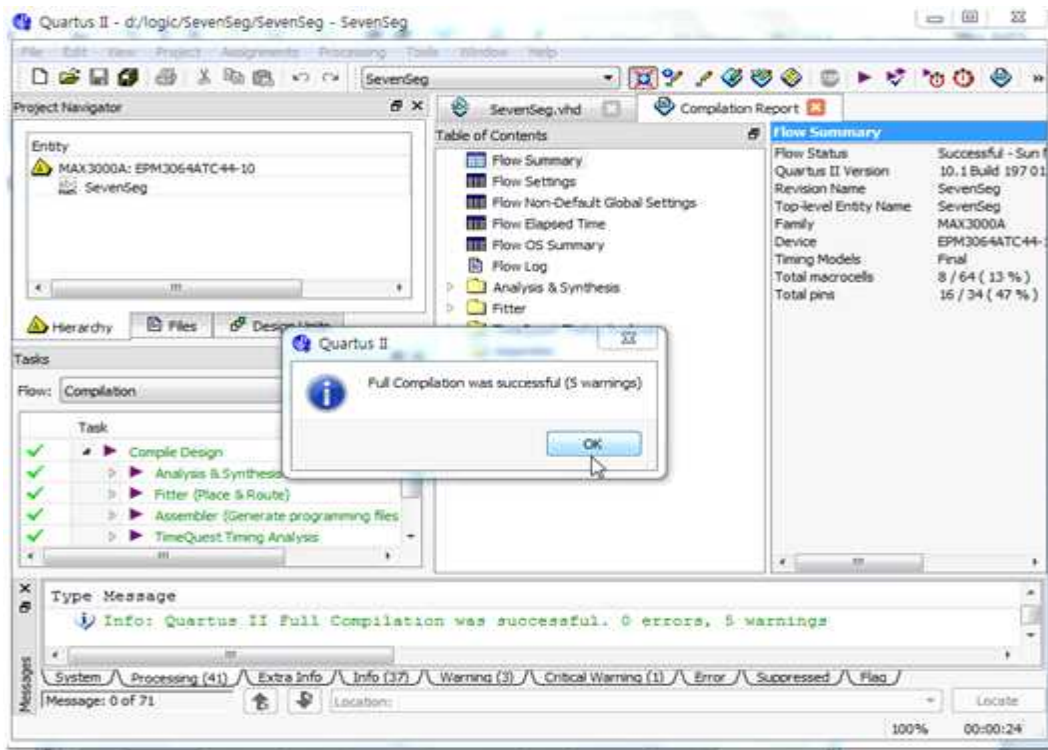 Quartus II - d:/logic/SevenSeg/SevenSeg - SevenSeg
File Edit View Project Assignments Processing Tools Window Help
SevenSeg
Project Navigator
Entity
MAX3000A: EPM3064ATC44-10
SevenSeg
Hierarchy Files Design Units
Tasks
Flow: Compilation
Task
Compile Design
Analysis & Synthesis
Fitter (Place & Route)
Assembler (Generate programming files
TimeQuest Timing Analysis
SevenSeg.vhd Compilation Report
Table of Contents
Flow Summary
Flow Settings
Flow Non-Default Global Settings
Flow Elapsed Time
Flow OS Summary
Flow Log
Analysis & Synthesis
Fitter
Flow Summary
Flow Status Successful - Sun
Quartus II Version 10.1 Build 197 01
Revision Name SevenSeg
Top-level Entity Name SevenSeg
Family MAX3000A
Device EPM3064ATC44-
Timing Models Final
Total macrocells 8 / 64 ( 13 % )
Total pins 16 / 34 ( 47 % )
Quartus II
Full Compilation was successful (5 warnings)
OK
Type Message
Info: Quartus II Full Compilation was successful. 0 errors, 5 warnings
System Processing (41) Extra Info Info (37) Warning (3) Critical Warning (1) Error Suppressed Flag
Messages
Message: 0 of 71
Location:
Locate
100% 00:00:24